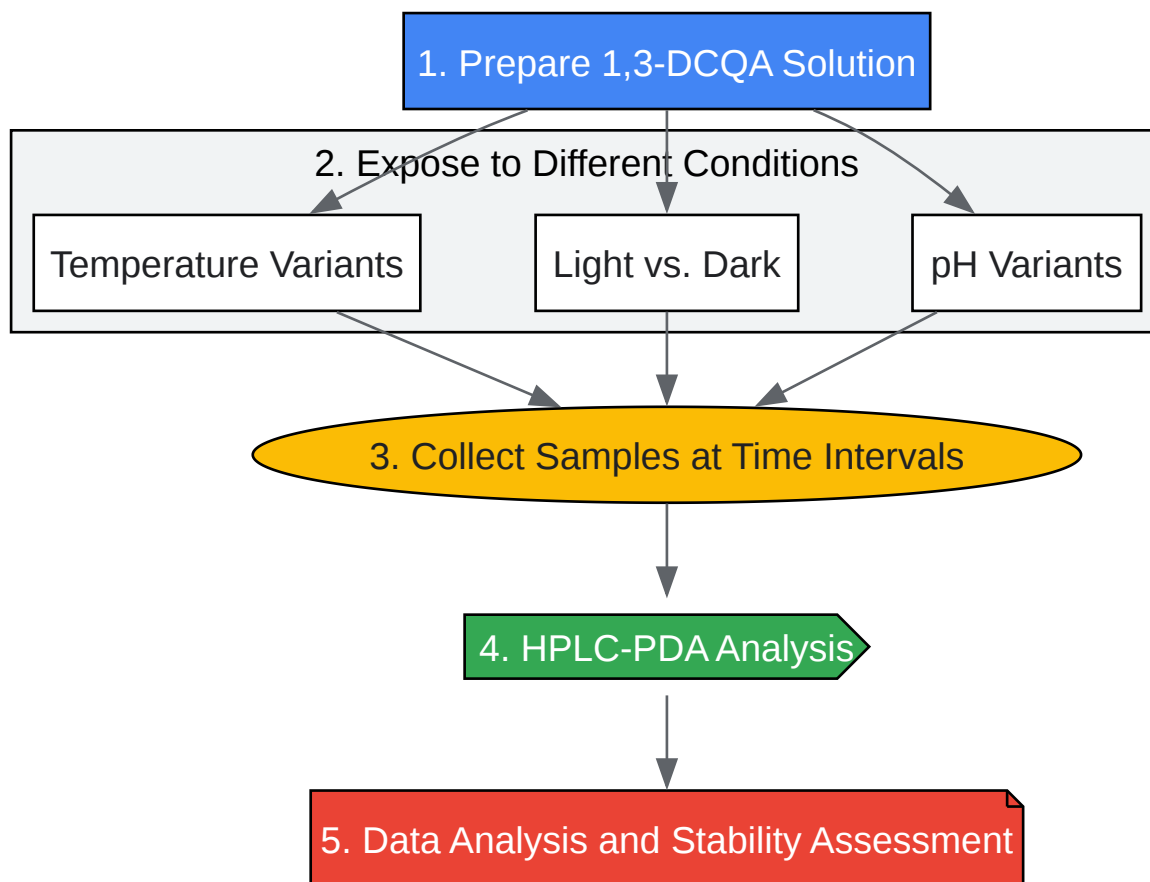 1. Prepare 1,3-DCQA Solution
2. Expose to Different Conditions
Temperature Variants
Light vs. Dark
pH Variants
3. Collect Samples at Time Intervals
4. HPLC-PDA Analysis
5. Data Analysis and Stability Assessment